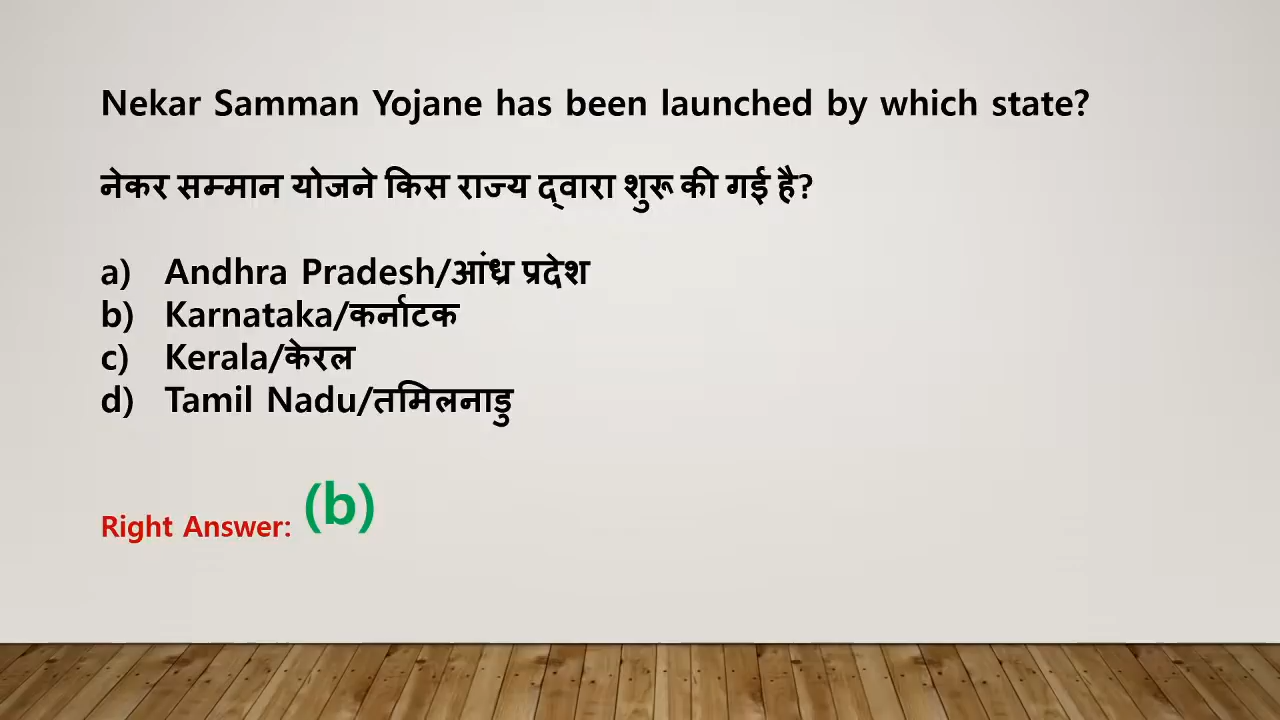 Nekar Samman Yojane has been launched by which state?
नेकर सम्मान योजने किस राज्य द्वारा शुरू की गई है?
a) Andhra Pradesh/आंध्र प्रदेश
b) Karnataka/कर्नाटक
c) Kerala/केरल
d) Tamil Nadu/तमिलनाडु
Right Answer: (b)